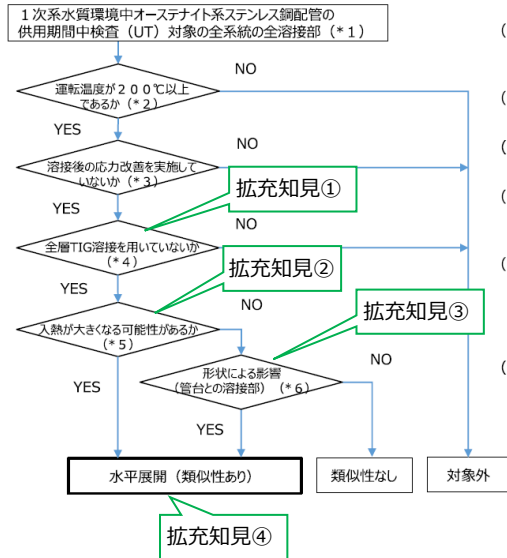 １次系水質環境中オーステナイト系ステンレス鋼配管の
供用期間中検査（UT）対象の全系統の全溶接部（*１）
(
NO
運転温度が２００℃以上
であるか（*２）
(
YES
NO
(
溶接後の応力改善を実施して
いないか（*３）
拡充知見①
(
YES
NO
全層TIG溶接を用いていないか
（*４）
拡充知見②
(
YES
NO
拡充知見③
入熱が大きくなる可能性があるか
（*５）
NO
形状による影響
（管台との溶接部）（*６）
(
YES
YES
水平展開（類似性あり）
類似性なし
対象外
拡充知見④